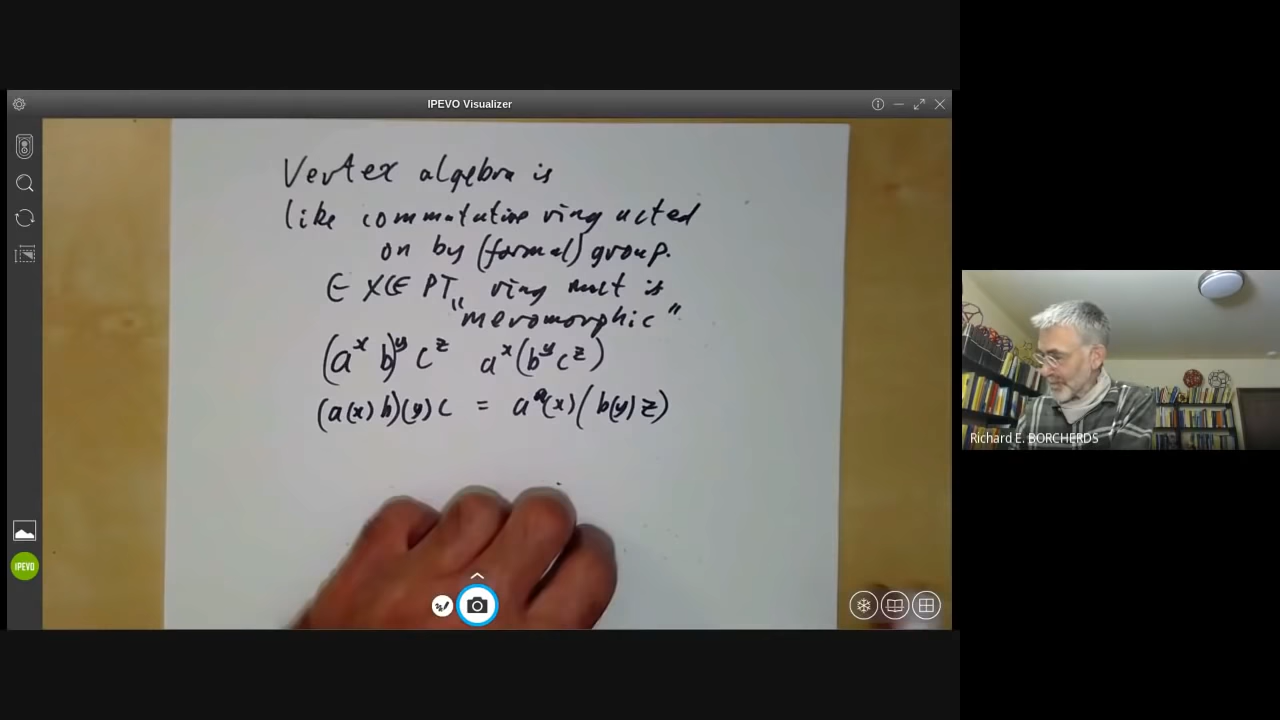 IPEVO Visualizer
Vertex algebra is
like commutative ring acted
on by (formal) group.
EXCEPT ring mult is
"meromorphic"
(a^x b)^y c^z a^x(b^y c^z)
(a(x) b)(y) c = a^a(x)(b(y) z)
IPEVO
Richard E. BORCHERDS